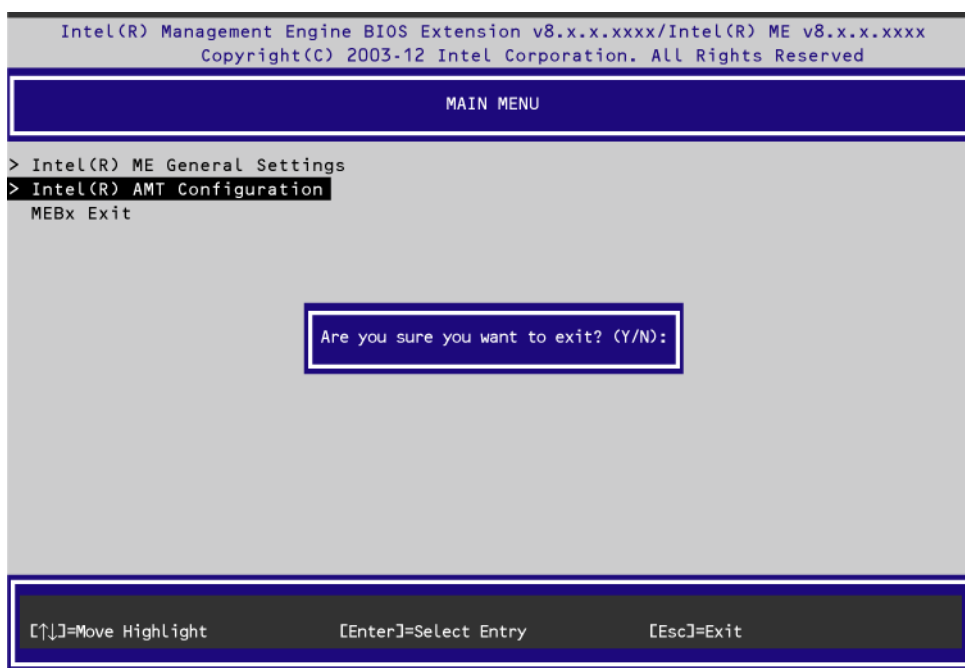 Intel(R) Management Engine BIOS Extension v8.x.x.xxxx/Intel(R) ME v8.x.x.xxxx
Copyright(C) 2003-12 Intel Corporation. All Rights Reserved
MAIN MENU
> Intel(R) ME General Settings
> Intel(R) AMT Configuration
MEBx Exit
Are you sure you want to exit? (Y/N):
[↑↓]=Move Highlight [Enter]=Select Entry [Esc]=Exit